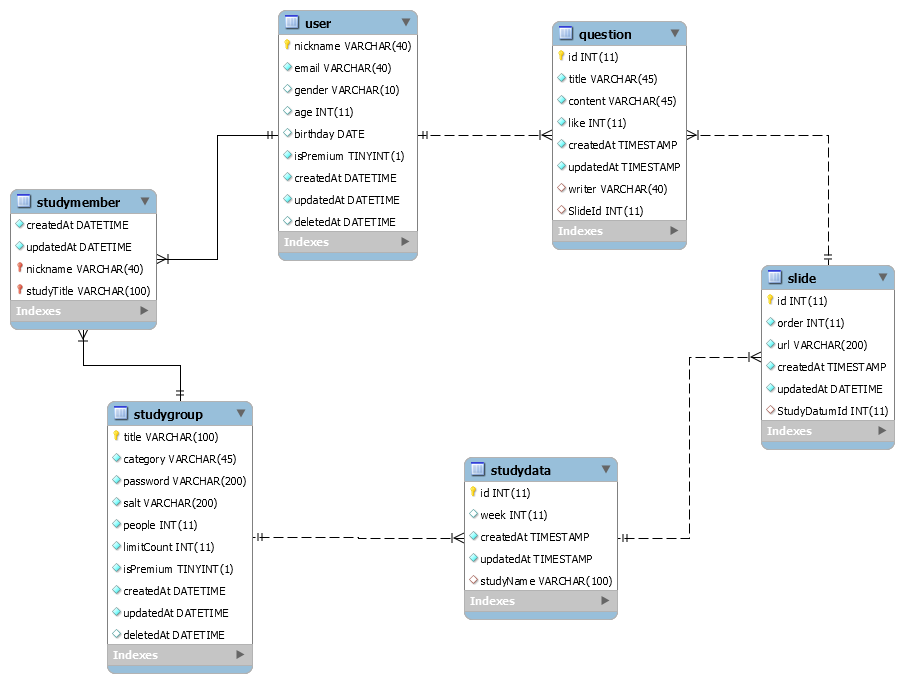 user
nickname VARCHAR(40)
email VARCHAR(40)
gender VARCHAR(10)
age INT(11)
birthday DATE
isPremium TINYINT(1)
createdAt DATETIME
updatedAt DATETIME
deletedAt DATETIME
Indexes
question
id INT(11)
title VARCHAR(45)
content VARCHAR(45)
like INT(11)
createdAt TIMESTAMP
updatedAt TIMESTAMP
writer VARCHAR(40)
SlideId INT(11)
Indexes
studymember
createdAt DATETIME
updatedAt DATETIME
nickname VARCHAR(40)
studyTitle VARCHAR(100)
Indexes
slide
id INT(11)
order INT(11)
url VARCHAR(200)
createdAt TIMESTAMP
updatedAt DATETIME
StudyDatumId INT(11)
Indexes
studygroup
title VARCHAR(100)
category VARCHAR(45)
password VARCHAR(200)
salt VARCHAR(200)
people INT(11)
limitCount INT(11)
isPremium TINYINT(1)
createdAt DATETIME
updatedAt DATETIME
deletedAt DATETIME
Indexes
studydata
id INT(11)
week INT(11)
createdAt TIMESTAMP
updatedAt TIMESTAMP
studyName VARCHAR(100)
Indexes